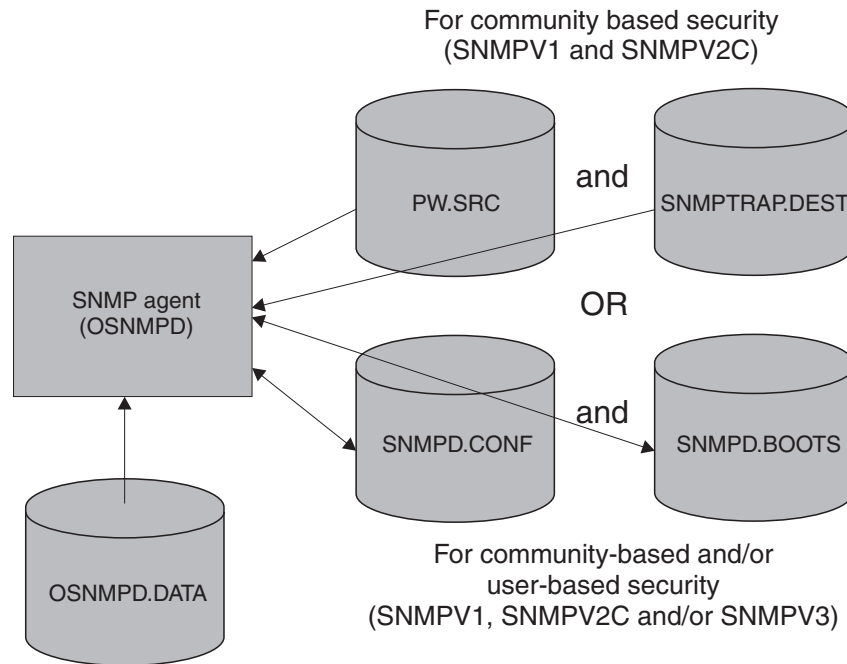 For community based security
(SNMPV1 and SNMPV2C)
PW.SRC
and
SNMPTRAP.DEST
SNMP agent
(OSNMPD)
OR
SNMPD.CONF
and
SNMPD.BOOTS
OSNMPD.DATA
For community-based and/or
user-based security
(SNMPV1, SNMPV2C and/or SNMPV3)